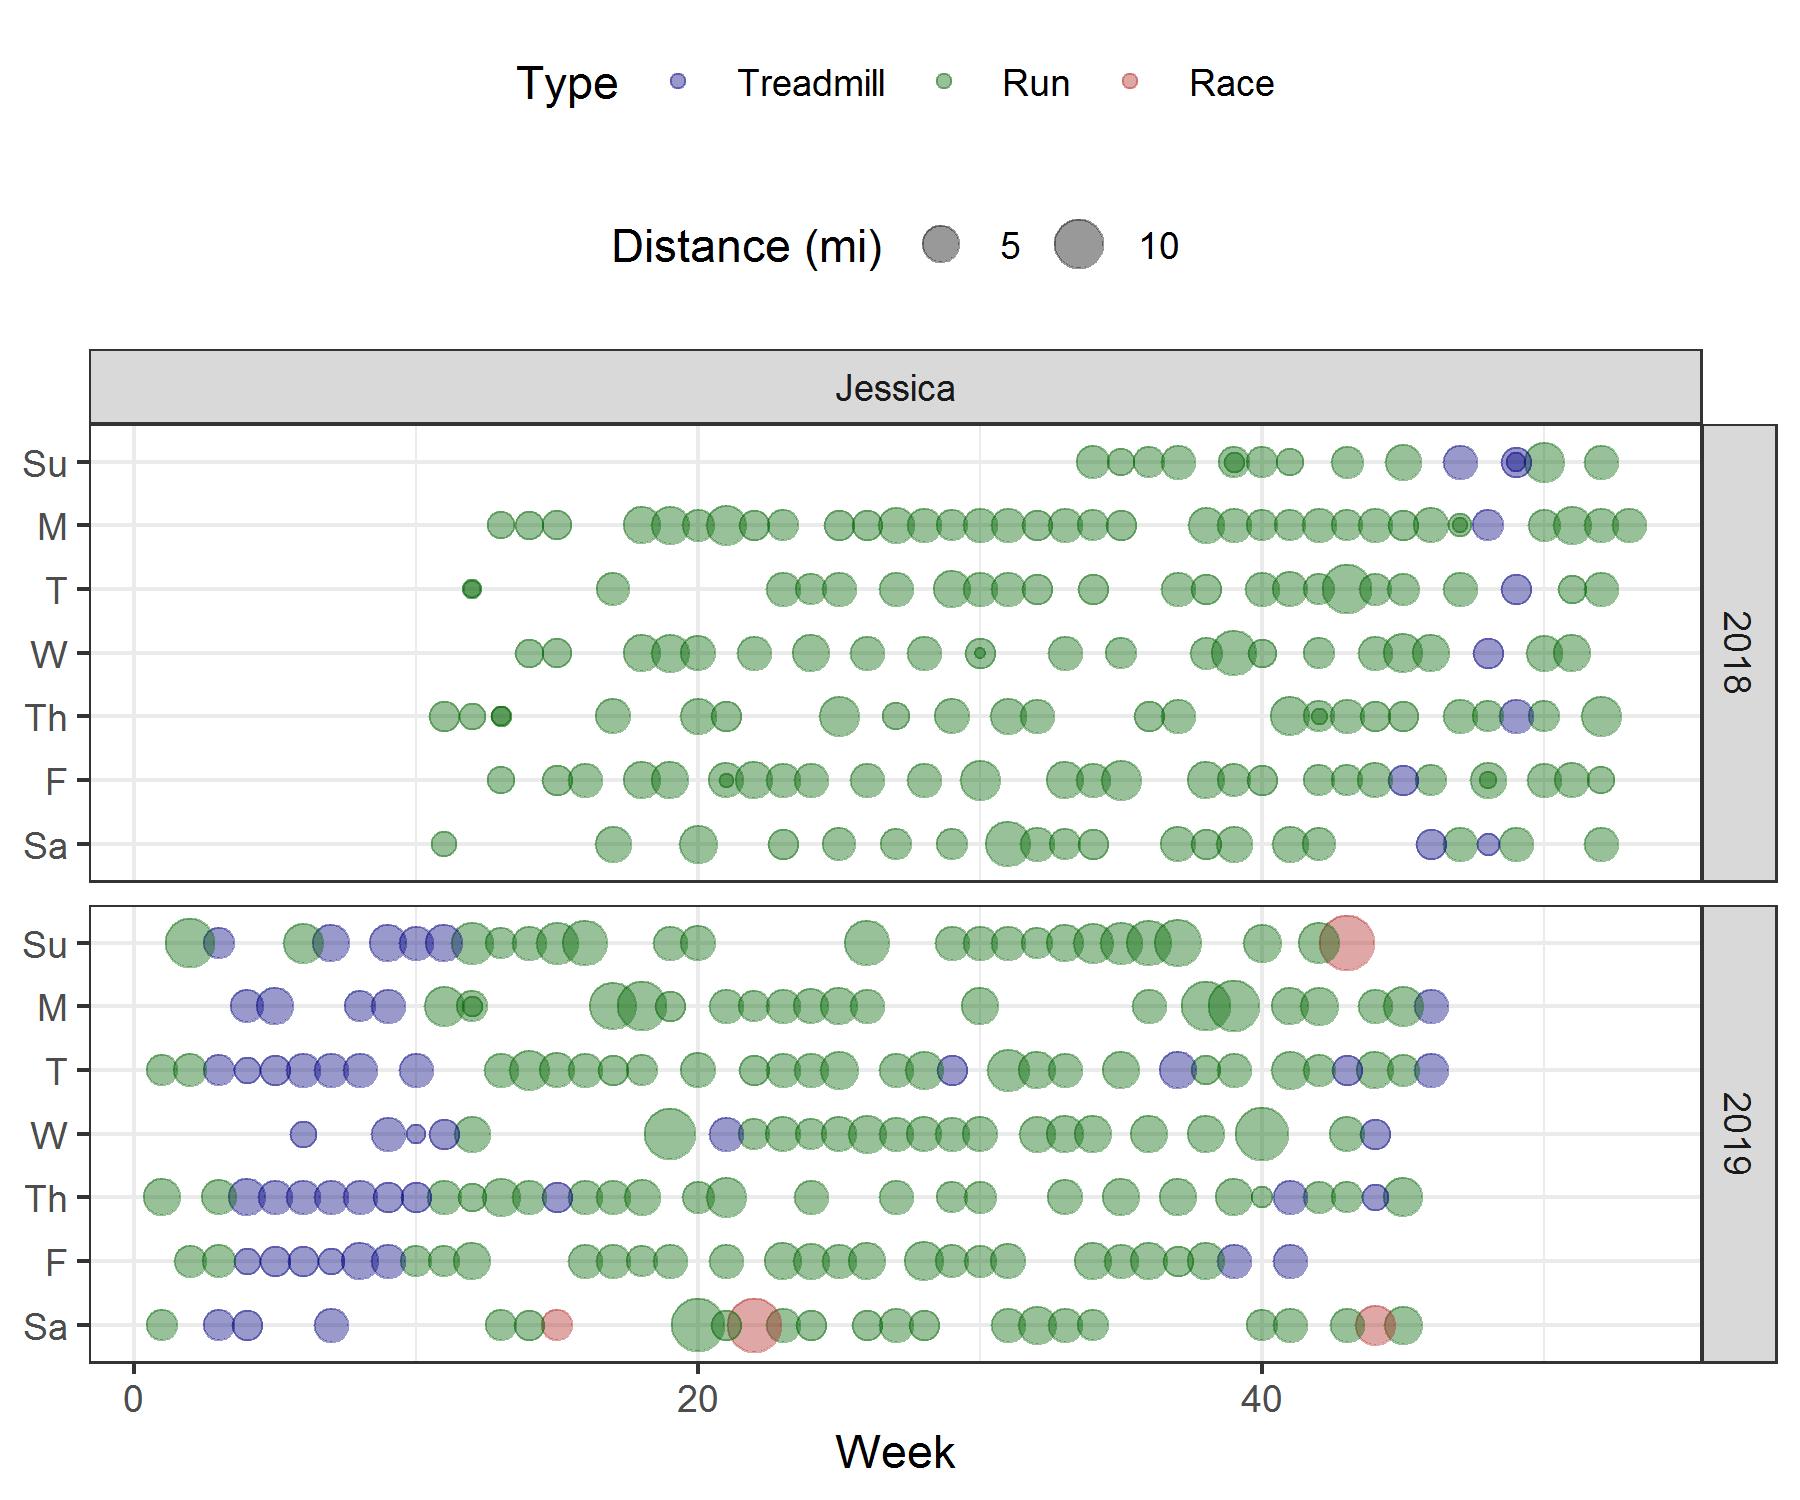 Type Treadmill Run Race
Distance (mi) 5 10
Jessica
Su
M
T
W
Th
F
Sa
2018
Su
M
T
W
Th
F
Sa
2019
0 20 40
Week